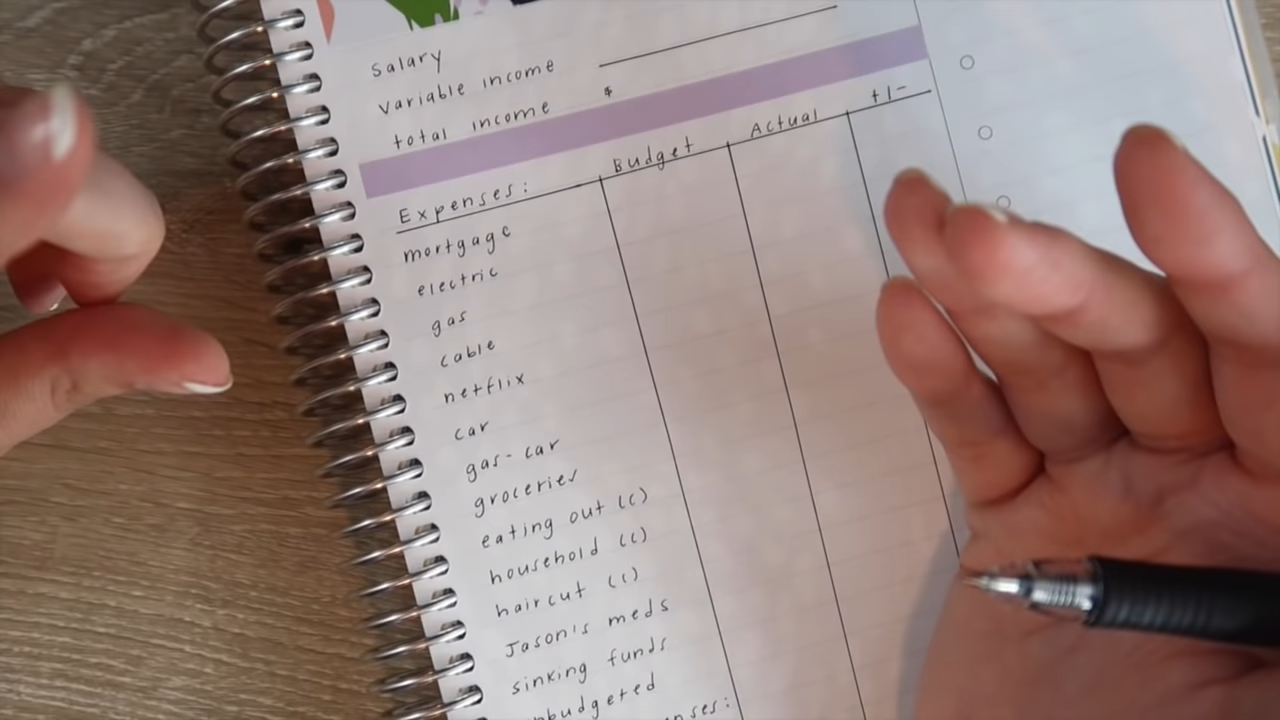 salary
variable income
total income $
Expenses: Budget Actual +/-
mortgage
electric
gas
cable
netflix
car
gas-car
groceries
eating out (c)
household (c)
haircut (c)
Jason's meds
sinking funds